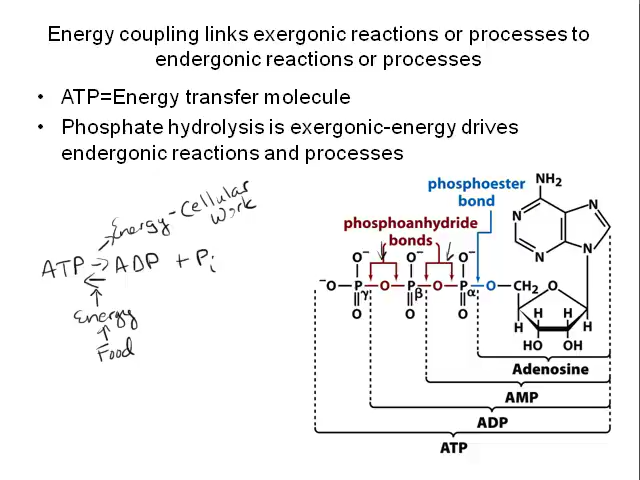 Energy coupling links exergonic reactions or processes to
endergonic reactions or processes
• ATP=Energy transfer molecule
• Phosphate hydrolysis is exergonic-energy drives
endergonic reactions and processes
Energy - Cellular
Work
ATP → ADP + Pi
Energy
Food
phosphoester
bond
phosphoanhydride
bonds
NH2
N
N
N
N
O− O− O−
−O P O P O P O CH2 O
γ β α
O O O
H H H H
HO OH
Adenosine
AMP
ADP
ATP